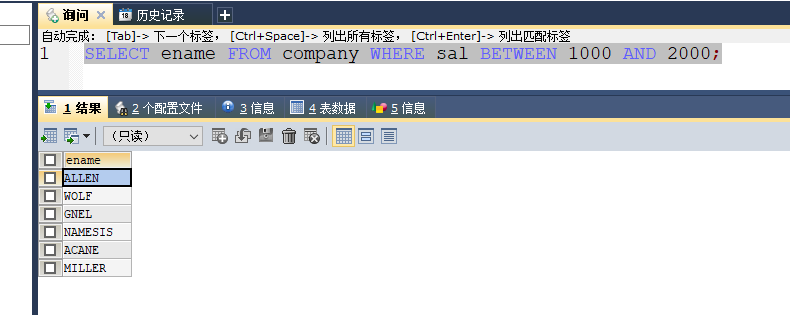 询问 历史记录
自动完成： [Tab]-> 下一个标签， [Ctrl+Space]-> 列出所有标签， [Ctrl+Enter]-> 列出匹配标签
1 SELECT ename FROM company WHERE sal BETWEEN 1000 AND 2000;
1 结果 2 个配置文件 3 信息 4 表数据 5 信息
（只读）
ename
ALLEN
WOLF
GNEL
NAMESIS
ACANE
MILLER